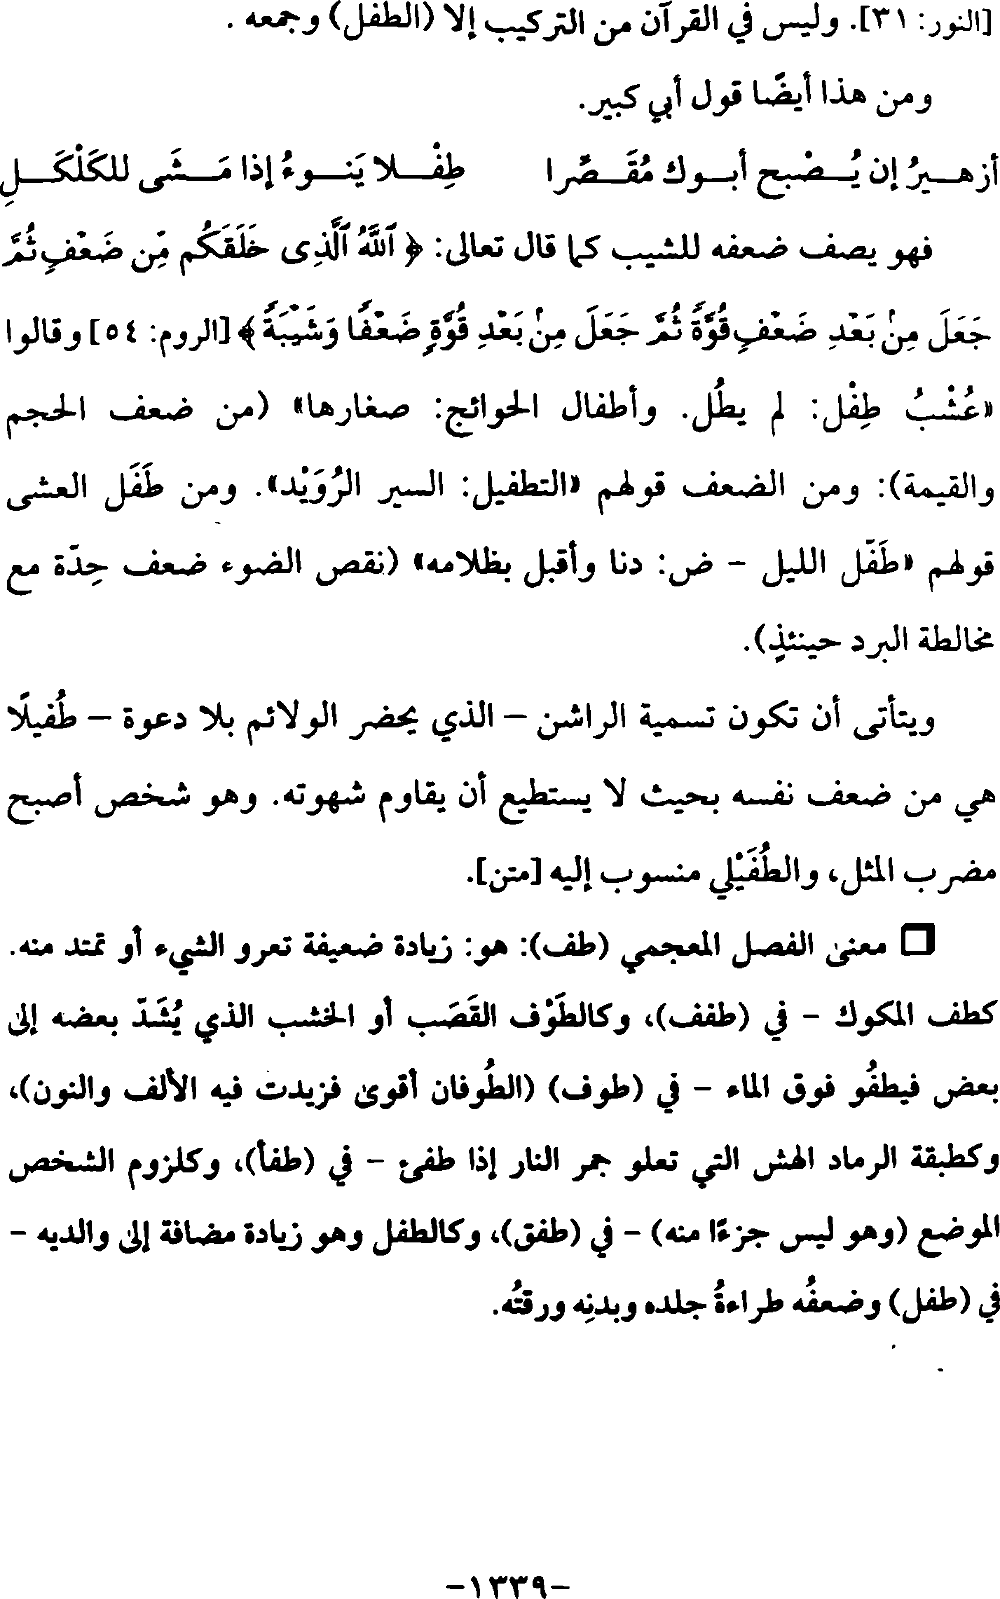 [النور: ٣١]. وليس في القرآن من التركيب إلا (الطفل) وجمعه .
ومن هذا أيضًا قول أبي كبير.
أزهـيرُ إن يُـصْبح أبـوك مُقَـصِّرا طِفْـلا يَنـوءُ إذا مَـشَى للكَلْكَـلِ
فهو يصف ضعفه للشيب كما قال تعالى: ﴿ ٱللَّهُ ٱلَّذِى خَلَقَكُم مِّن ضَعْفٍ ثُمَّ
جَعَلَ مِنۢ بَعْدِ ضَعْفٍ قُوَّةً ثُمَّ جَعَلَ مِنۢ بَعْدِ قُوَّةٍ ضَعْفًا وَشَيْبَةً ﴾ [الروم: ٥٤] وقالوا
«عُشْبُ طِفْل: لم يطُل. وأطفال الحوائج: صغارها» (من ضعف الحجم
والقيمة): ومن الضعف قولهم «التطفيل: السير الرُوَيْد». ومن طَفَل العشى
قولهم «طَفّل الليل – ض: دنا وأقبل بظلامه» (نقص الضوء ضعف حِدّة مع
مخالطة البرد حينئذٍ).
ويتأتى أن تكون تسمية الراشن – الذي يحضر الولائم بلا دعوة – طُفيلًا
هي من ضعف نفسه بحيث لا يستطيع أن يقاوم شهوته. وهو شخص أصبح
مضرب المثل، والطُفَيْلي منسوب إليه [متن].
❑ معنى الفصل المعجمي (طف): هو: زيادة ضعيفة تعرو الشيء أو تمتد منه.
كطف المكوك – في (طفف)، وكالطَوْف القَصَب أو الخشب الذي يُشَدّ بعضه إلى
بعض فيطفُو فوق الماء – في (طوف) (الطُوفان أقوى فزيدت فيه الألف والنون)،
وكطبقة الرماد الهش التي تعلو جمر النار إذا طفئ – في (طفأ)، وكلزوم الشخص
الموضع (وهو ليس جزءًا منه) – في (طفق)، وكالطفل وهو زيادة مضافة إلى والديه –
في (طفل) وضعفُه طراءةُ جلده وبدنِه ورقتُه.
-١٣٣٩-